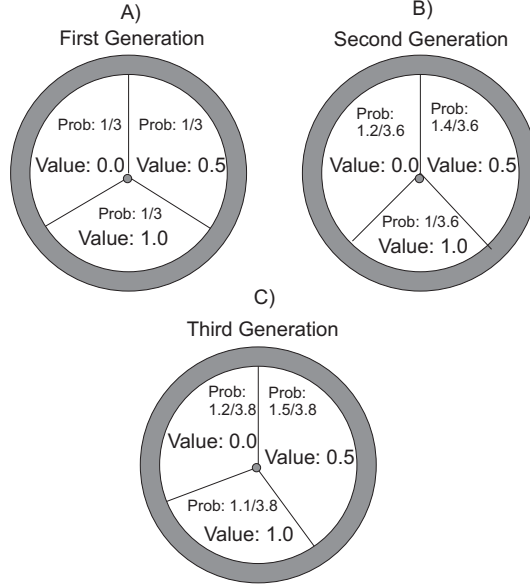 A)
First Generation
Prob: 1/3
Prob: 1/3
Value: 0.0
Value: 0.5
Prob: 1/3
Value: 1.0
B)
Second Generation
Prob:
1.2/3.6
Prob:
1.4/3.6
Value: 0.0
Value: 0.5
Prob: 1/3.6
Value: 1.0
C)
Third Generation
Prob:
1.2/3.8
Prob:
1.5/3.8
Value: 0.0
Value: 0.5
Prob: 1.1/3.8
Value: 1.0